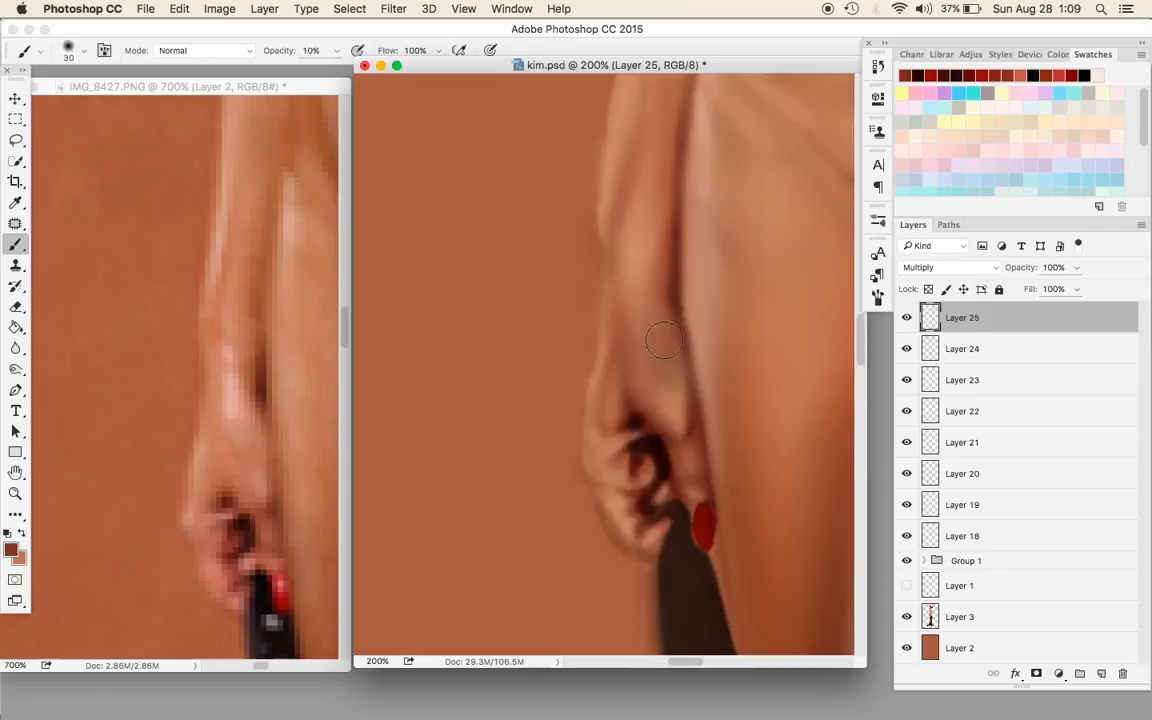 Photoshop CC File Edit Image Layer Type Select Filter 3D View Window Help 37% Sun Aug 28 1:09
Adobe Photoshop CC 2015
30 Mode: Normal Opacity: 10% Flow: 100%
IMG_8427.PNG @ 700% (Layer 2, RGB/8#) *
kim.psd @ 200% (Layer 25, RGB/8) *
Chanr Librar Adjus Styles Device Color Swatches
Layers Paths
Kind
Multiply Opacity: 100%
Lock: Fill: 100%
Layer 25
Layer 24
Layer 23
Layer 22
Layer 21
Layer 20
Layer 19
Layer 18
Group 1
Layer 1
Layer 3
Layer 2
700% Doc: 2.86M/2.86M
200% Doc: 29.3M/106.5M